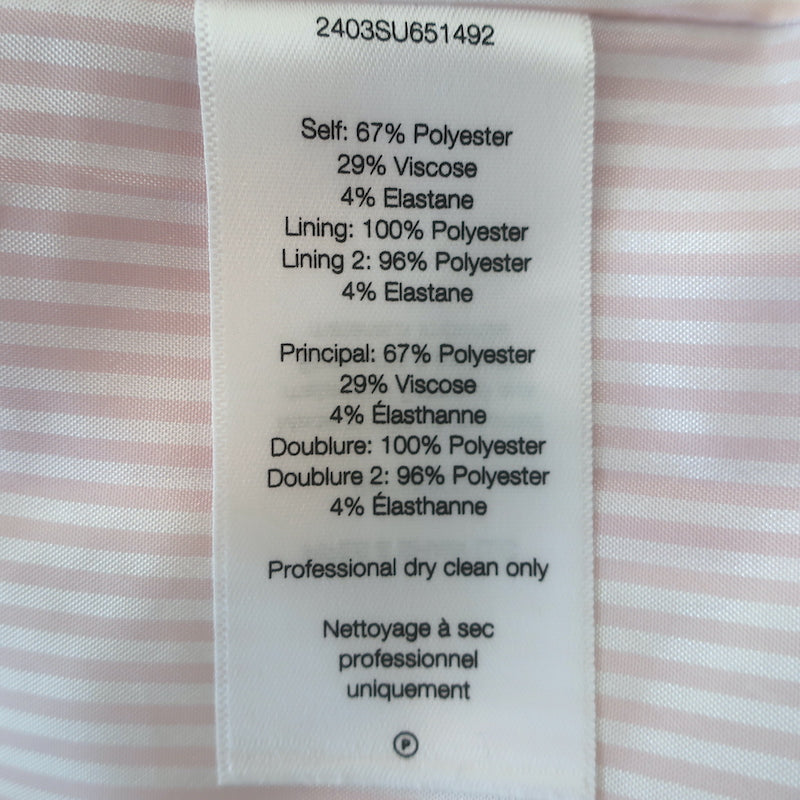 2403SU651492
Self: 67% Polyester
29% Viscose
4% Elastane
Lining: 100% Polyester
Lining 2: 96% Polyester
4% Elastane
Principal: 67% Polyester
29% Viscose
4% Élasthanne
Doublure: 100% Polyester
Doublure 2: 96% Polyester
4% Élasthanne
Professional dry clean only
Nettoyage à sec
professionnel
uniquement
P